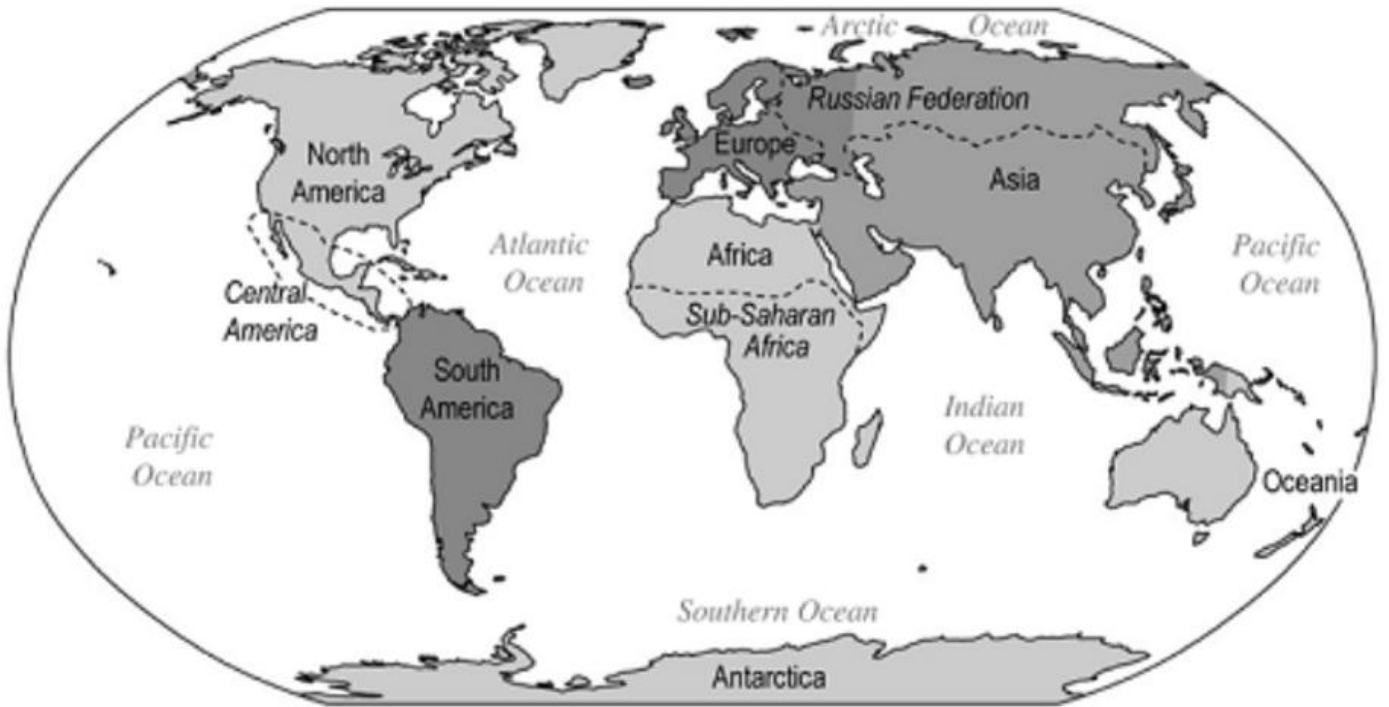 Arctic Ocean
Russian Federation
North
America
Europe
Asia
Atlantic
Ocean
Africa
Pacific
Ocean
Central
America
Sub-Saharan
Africa
South
America
Indian
Ocean
Pacific
Ocean
Oceania
Southern Ocean
Antarctica